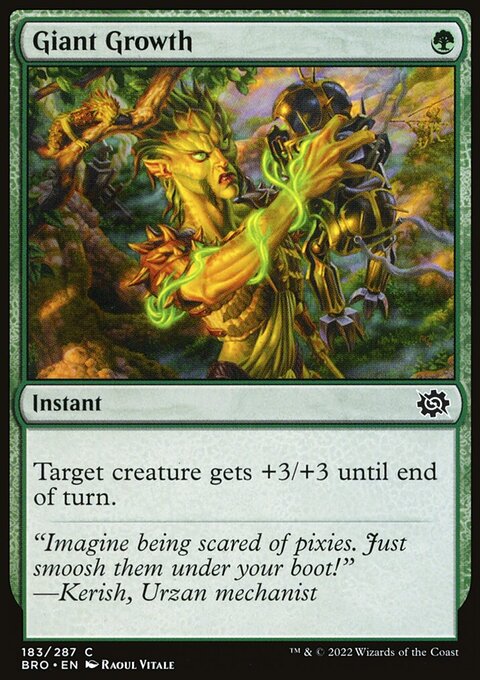 Giant Growth
Instant
Target creature gets +3/+3 until end
of turn.
“Imagine being scared of pixies. Just
smoosh them under your boot!”
—Kerish, Urzan mechanist
183/287 C
BRO • EN Raoul Vitale
™ & © 2022 Wizards of the Coast